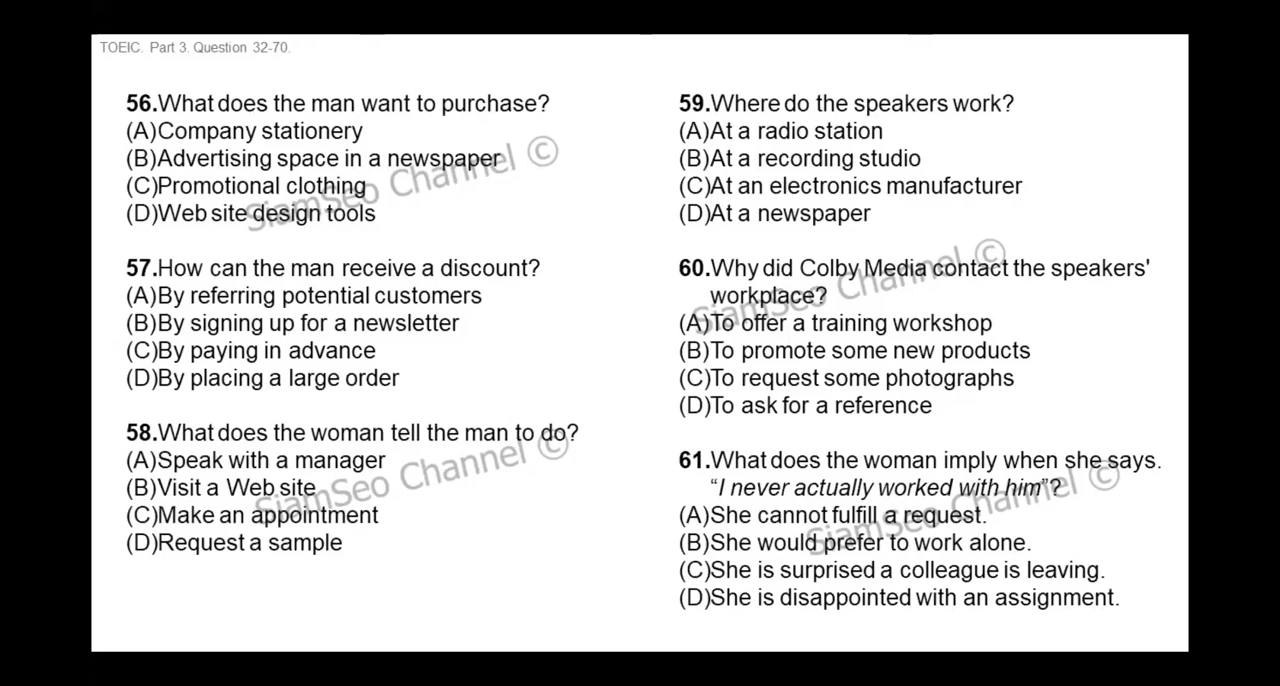 TOEIC. Part 3. Question 32-70.
56.What does the man want to purchase?
(A)Company stationery
(B)Advertising space in a newspaper
(C)Promotional clothing
(D)Web site design tools
SiamSeo Channel ©
57.How can the man receive a discount?
(A)By referring potential customers
(B)By signing up for a newsletter
(C)By paying in advance
(D)By placing a large order
58.What does the woman tell the man to do?
(A)Speak with a manager
(B)Visit a Web site
(C)Make an appointment
(D)Request a sample
SiamSeo Channel ©
59.Where do the speakers work?
(A)At a radio station
(B)At a recording studio
(C)At an electronics manufacturer
(D)At a newspaper
60.Why did Colby Media contact the speakers'
workplace?
(A)To offer a training workshop
(B)To promote some new products
(C)To request some photographs
(D)To ask for a reference
SiamSeo Channel ©
61.What does the woman imply when she says.
“I never actually worked with him”?
(A)She cannot fulfill a request.
(B)She would prefer to work alone.
(C)She is surprised a colleague is leaving.
(D)She is disappointed with an assignment.
SiamSeo Channel ©